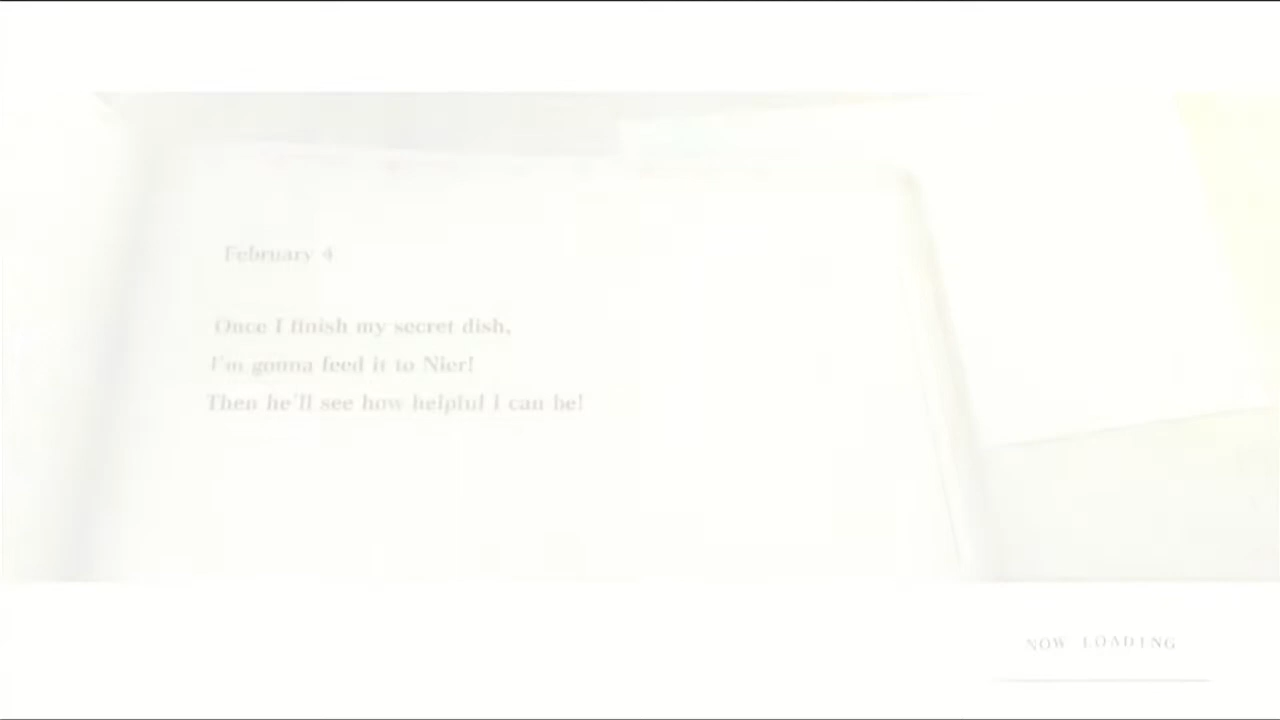 February 4
Once I finish my secret dish,
I'm gonna feed it to Nier!
Then he'll see how helpful I can be!
NOW LOADING